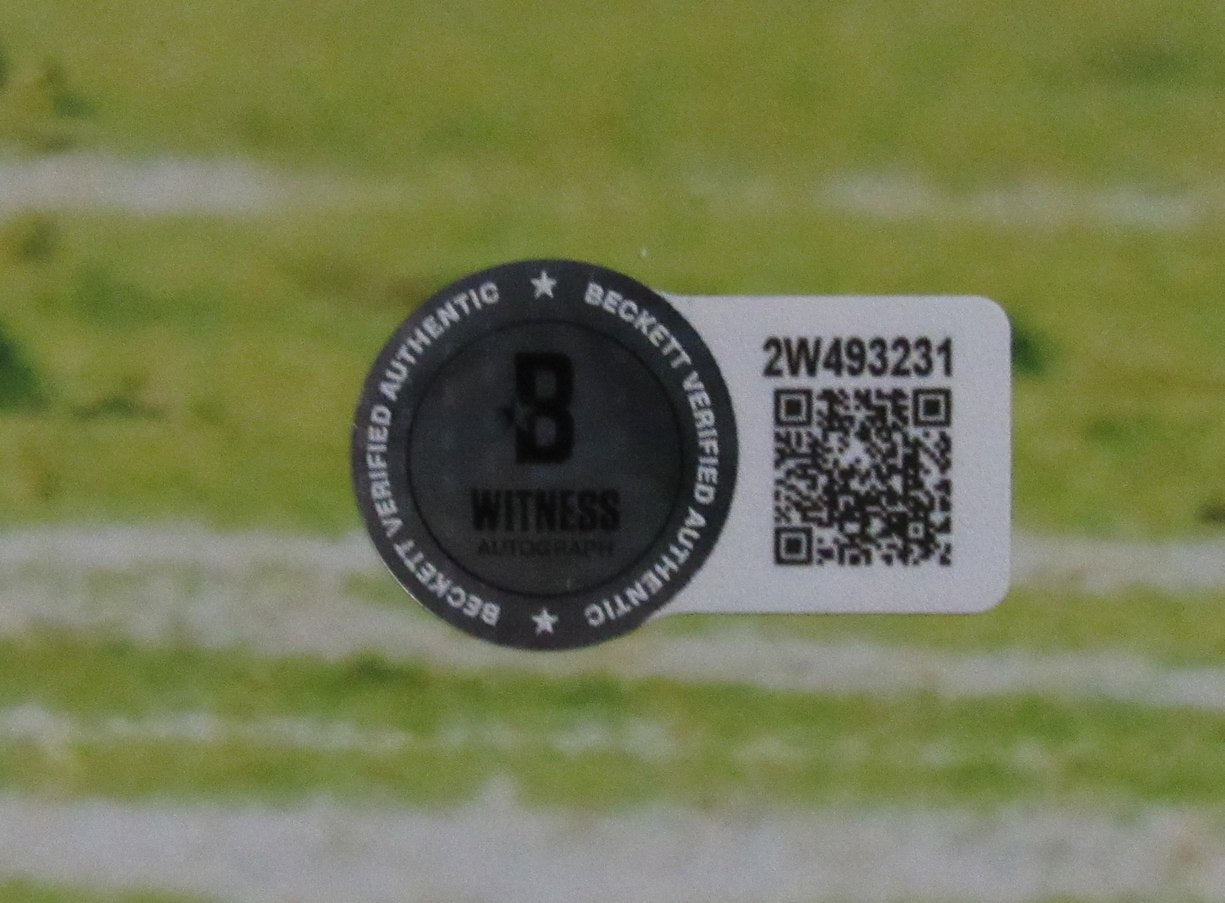 BECKETT VERIFIED AUTHENTIC
BECKETT VERIFIED AUTHENTIC
B
WITNESS
AUTOGRAPH
2W493231